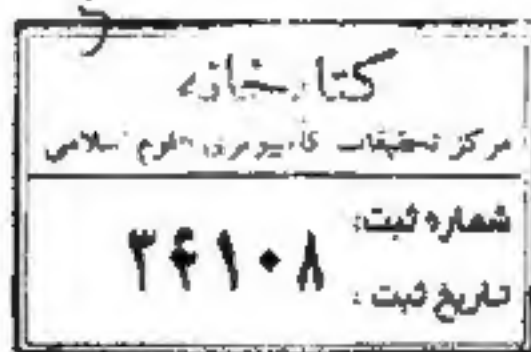 کتابخانه
مرکز تحقیقات کامپیوتری علوم اسلامی
شماره ثبت:
۳۴۱۰۸
تاریخ ثبت: